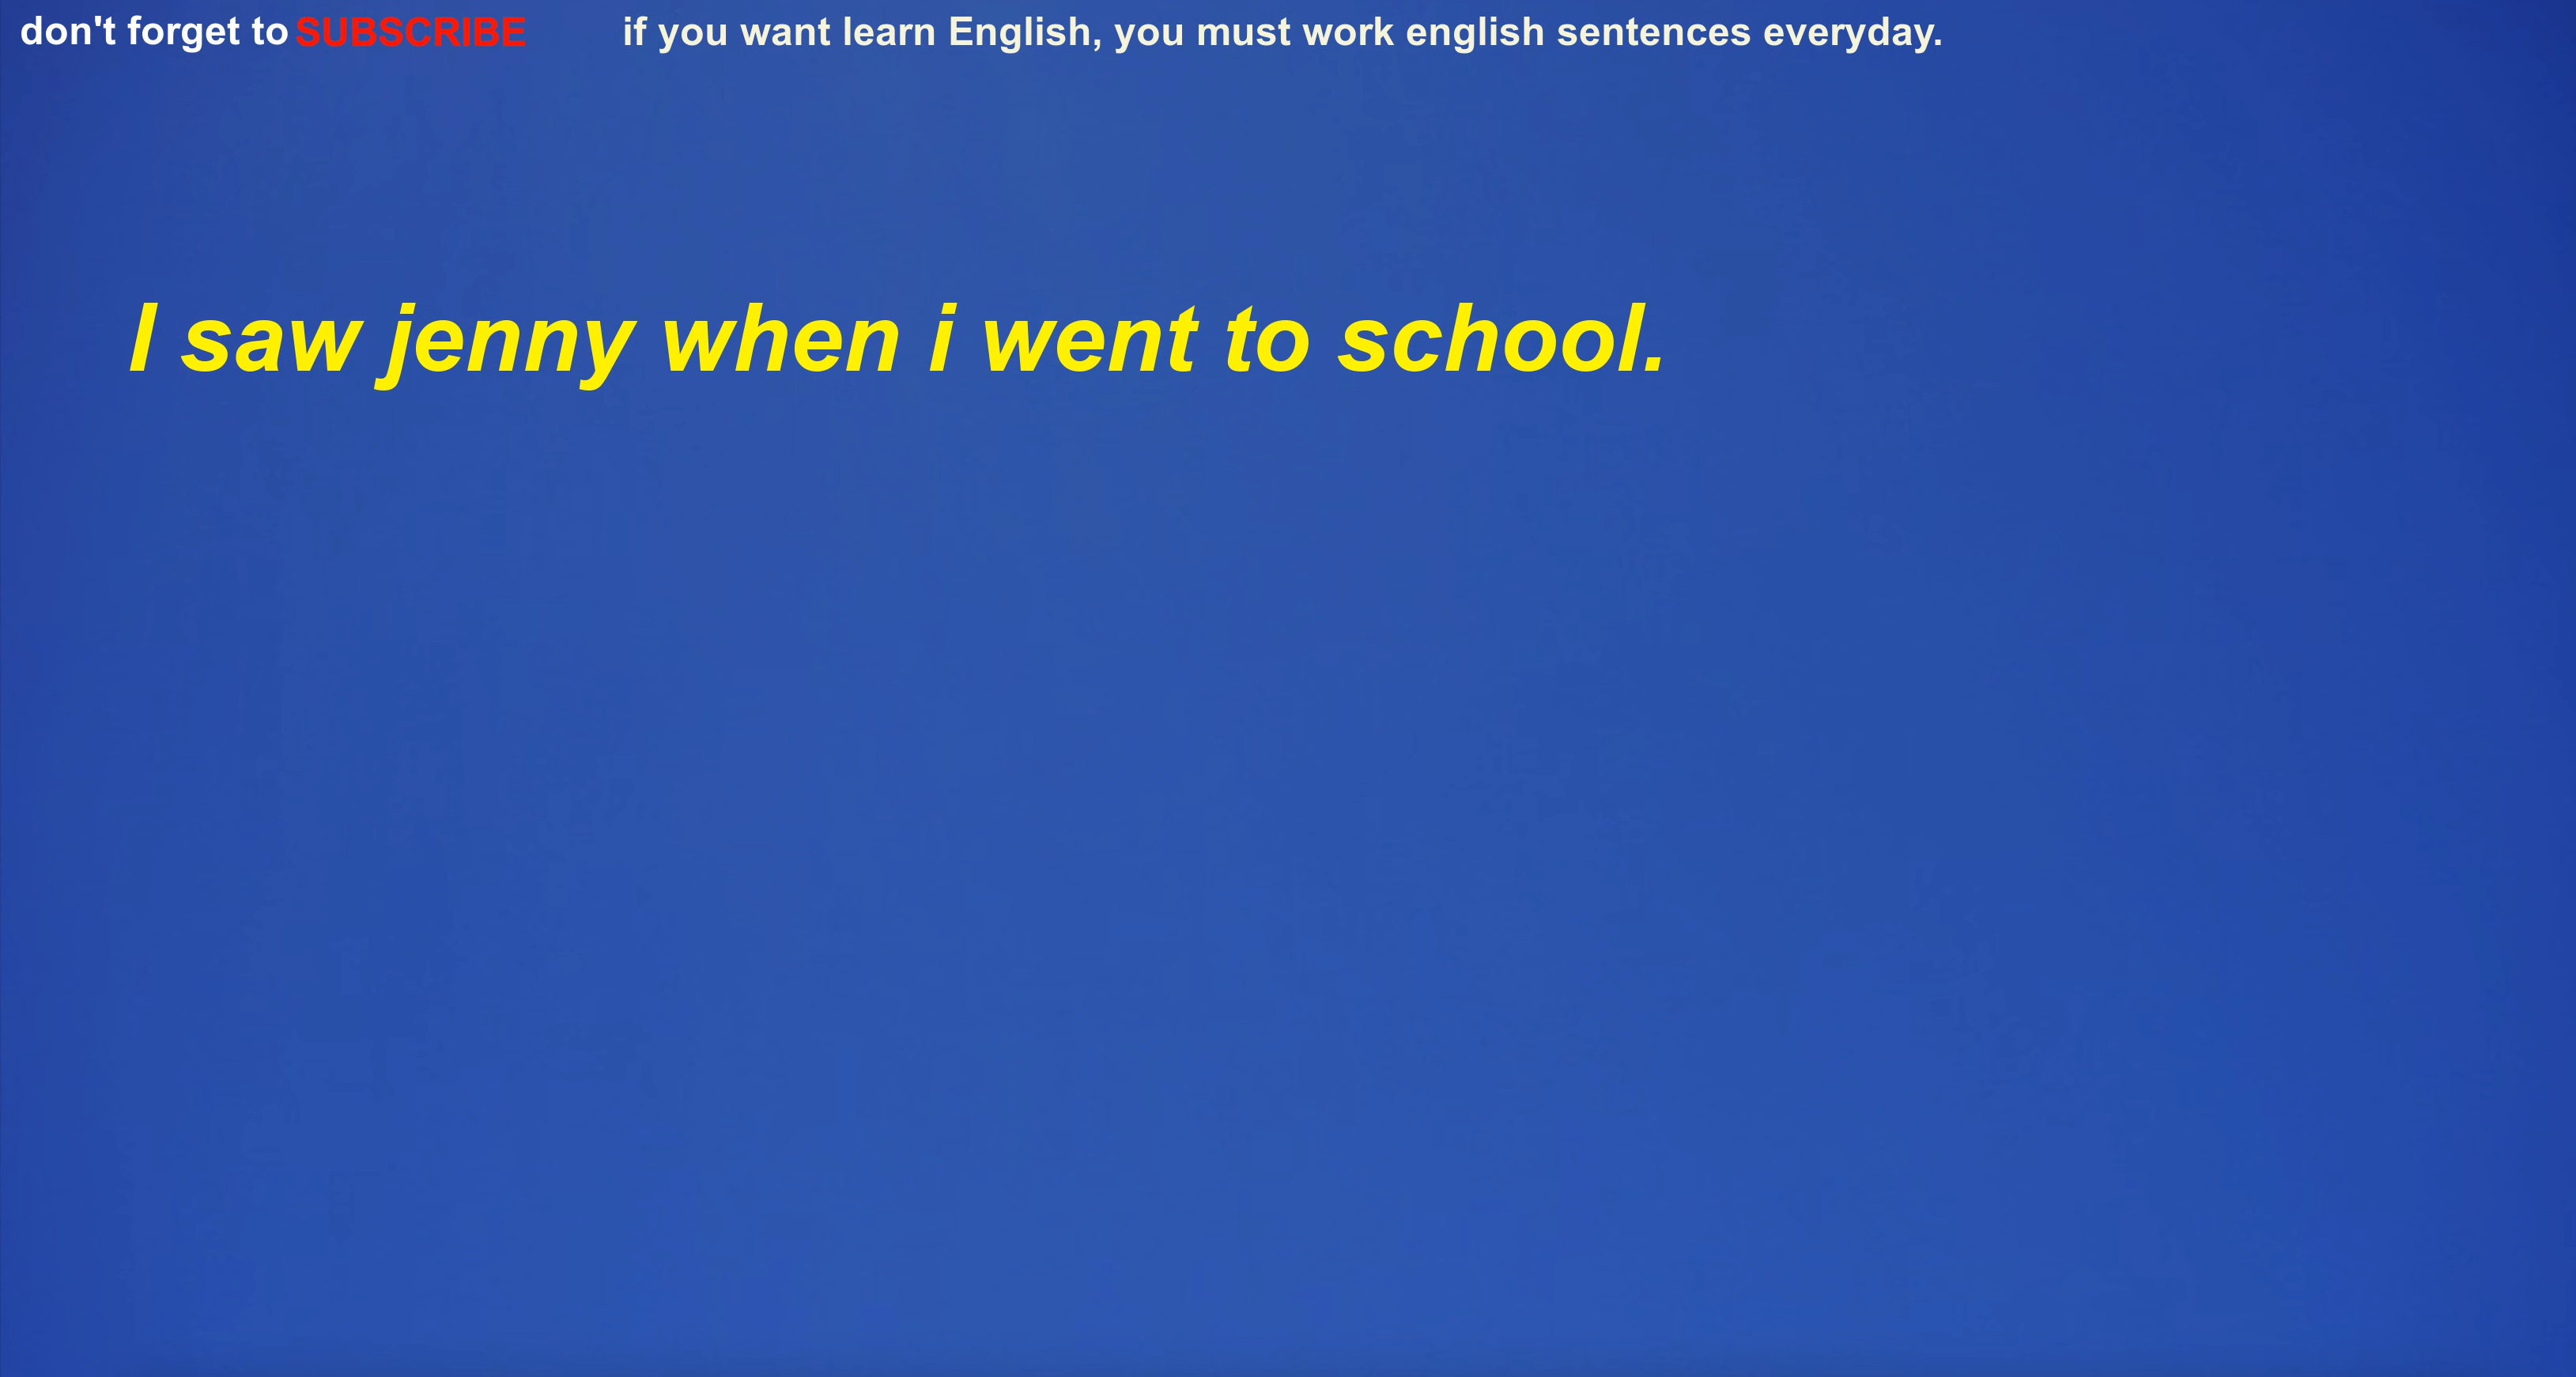 don't forget to SUBSCRIBE if you want learn English, you must work english sentences everyday.
I saw jenny when i went to school.